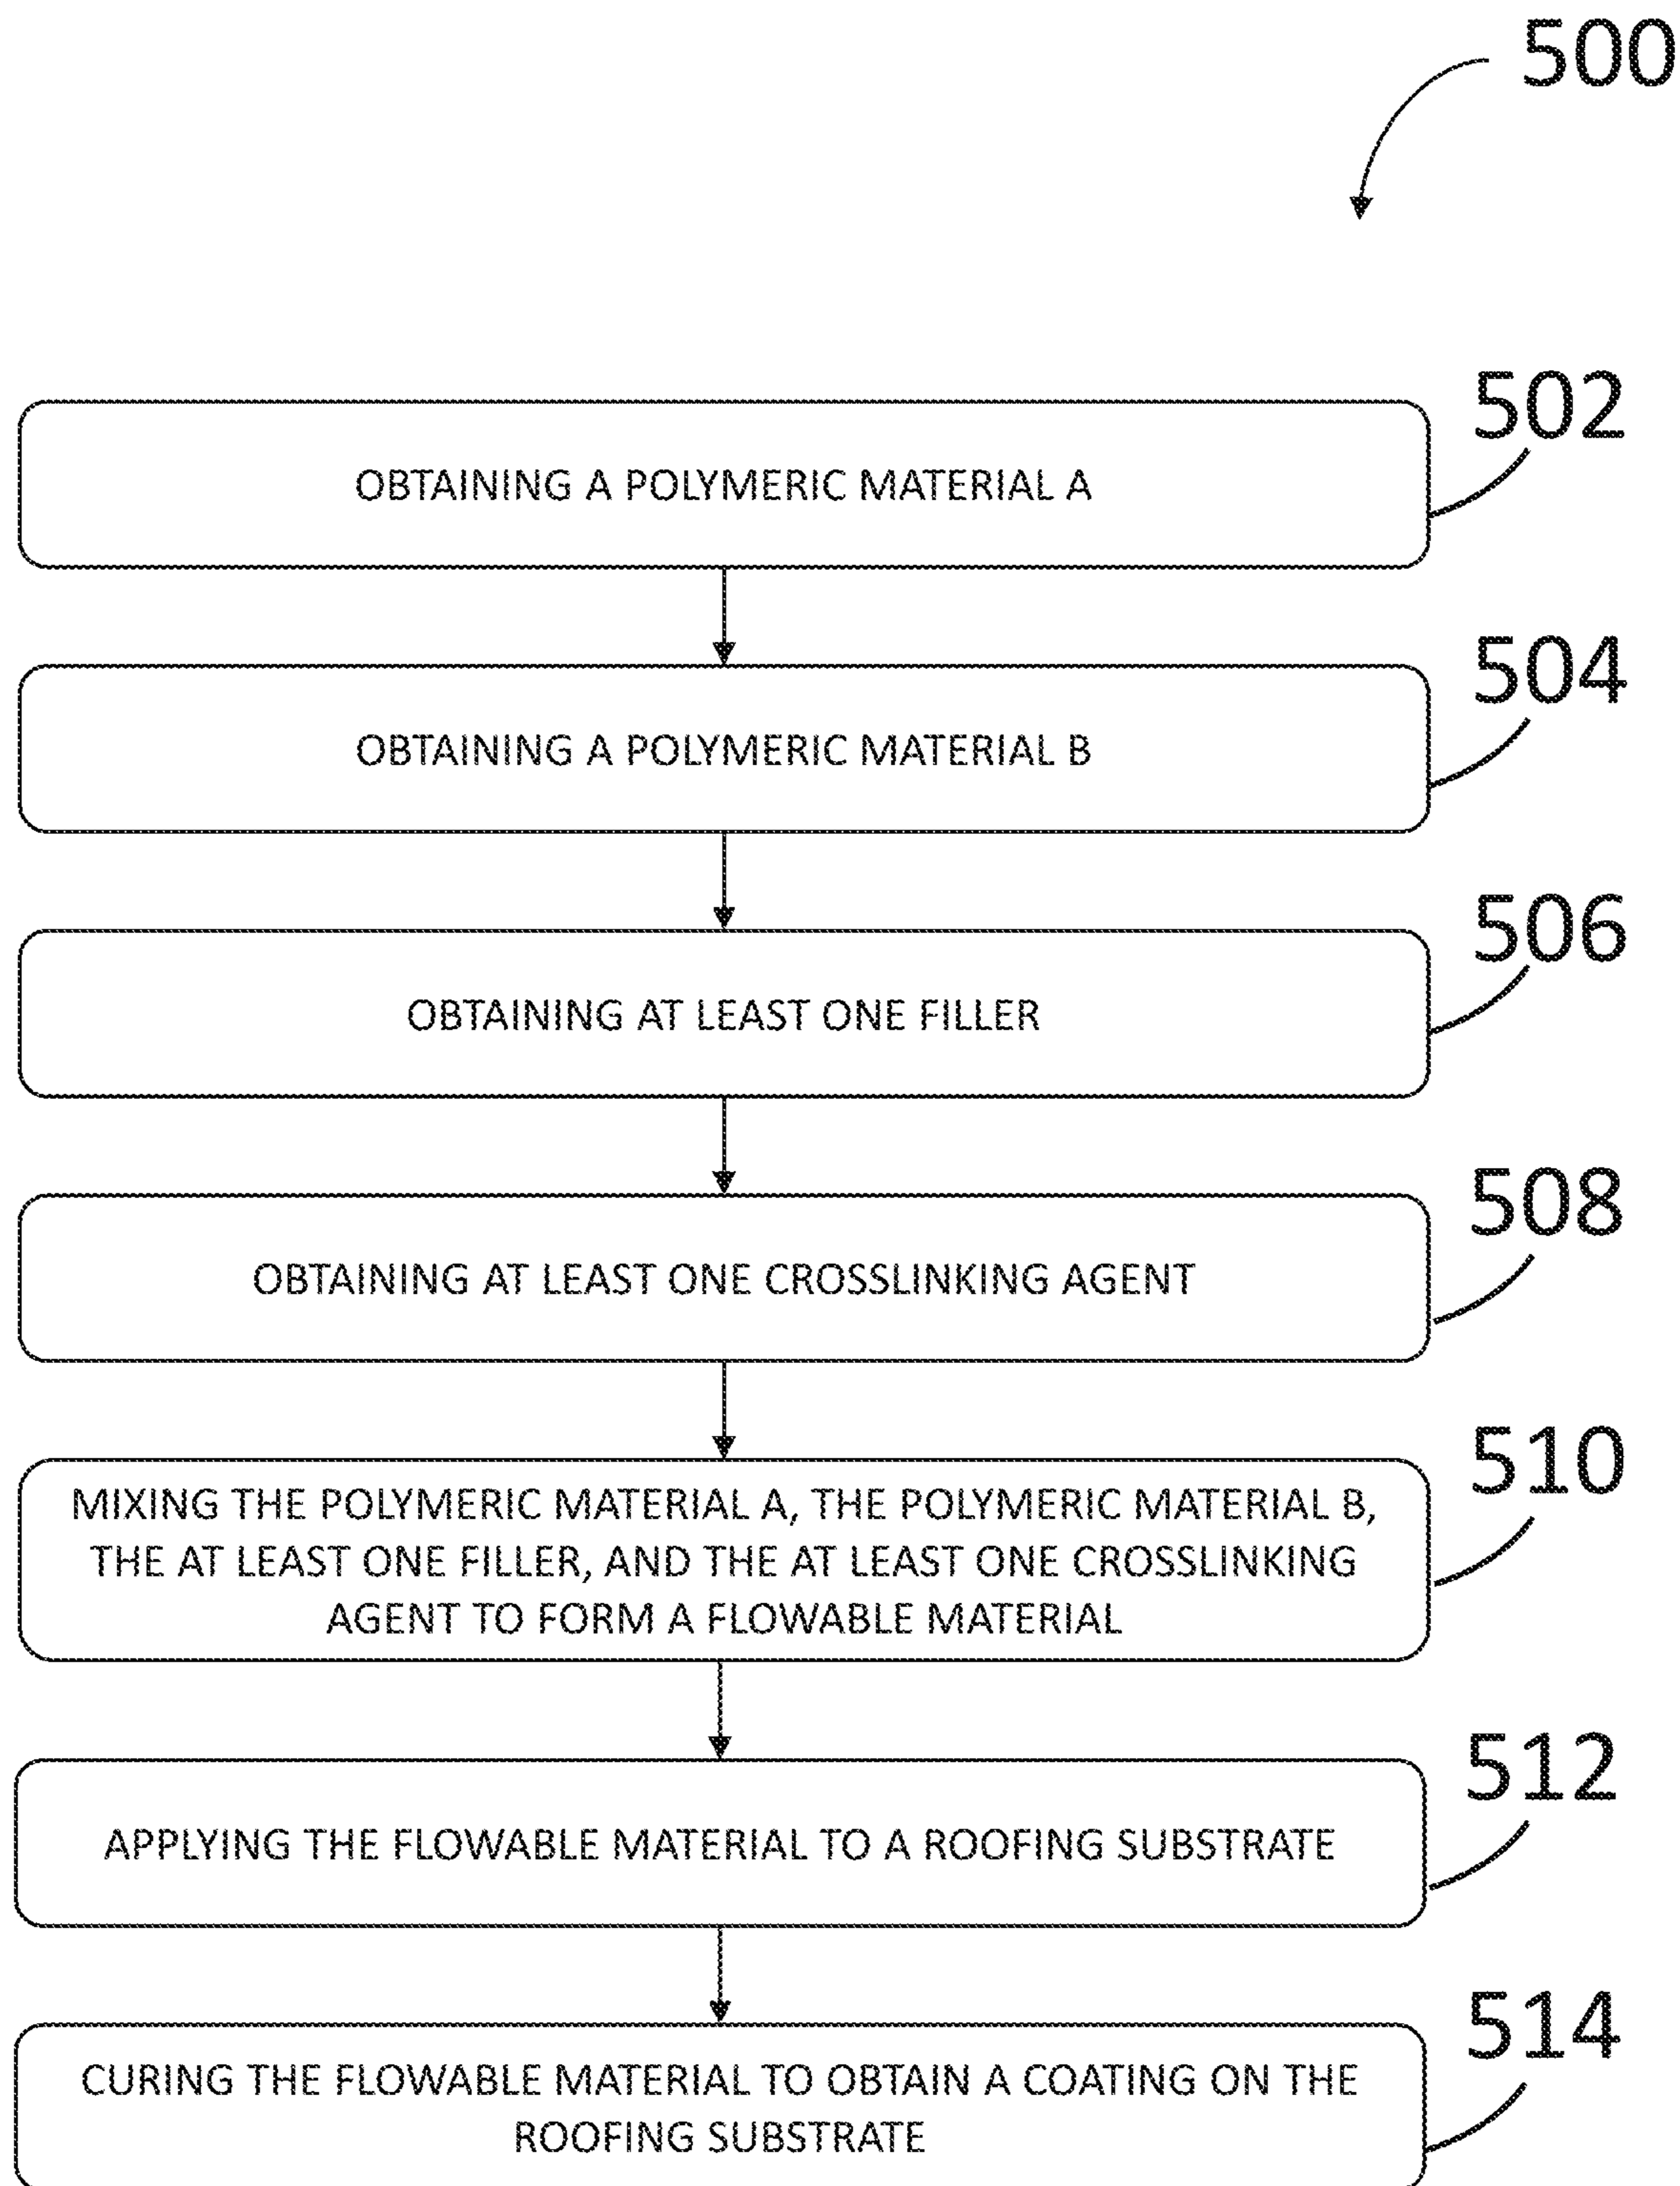 500
502
OBTAINING A POLYMERIC MATERIAL A
504
OBTAINING A POLYMERIC MATERIAL B
506
OBTAINING AT LEAST ONE FILLER
508
OBTAINING AT LEAST ONE CROSSLINKING AGENT
510
MIXING THE POLYMERIC MATERIAL A, THE POLYMERIC MATERIAL B,
THE AT LEAST ONE FILLER, AND THE AT LEAST ONE CROSSLINKING
AGENT TO FORM A FLOWABLE MATERIAL
512
APPLYING THE FLOWABLE MATERIAL TO A ROOFING SUBSTRATE
514
CURING THE FLOWABLE MATERIAL TO OBTAIN A COATING ON THE
ROOFING SUBSTRATE